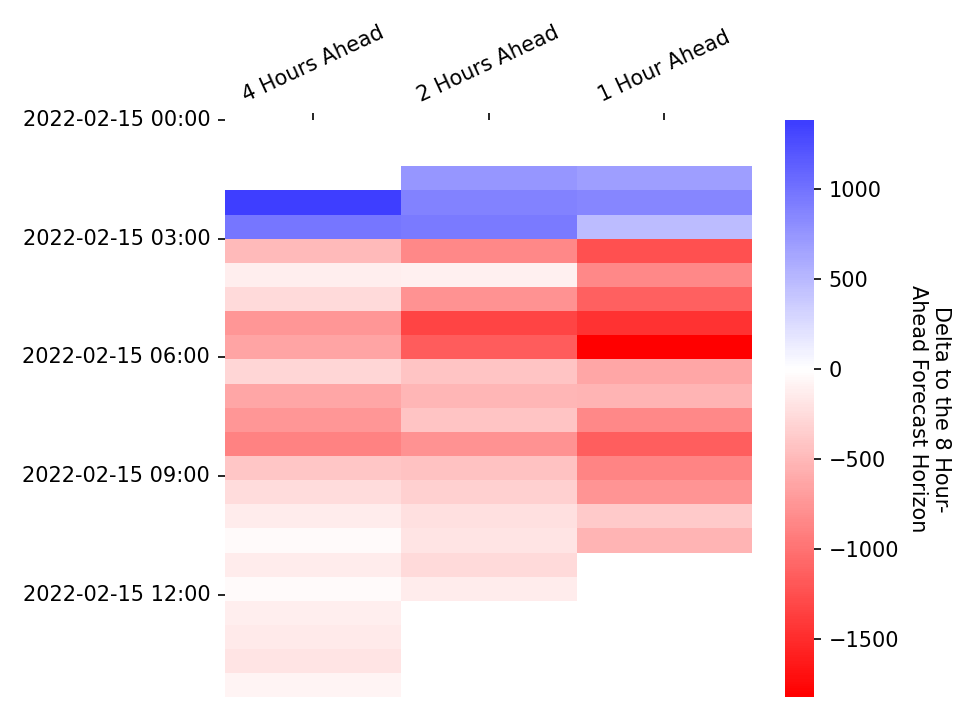 4 Hours Ahead
2 Hours Ahead
1 Hour Ahead
2022-02-15 00:00
2022-02-15 03:00
2022-02-15 06:00
2022-02-15 09:00
2022-02-15 12:00
1000
500
0
−500
−1000
−1500
Delta to the 8 Hour-
Ahead Forecast Horizon